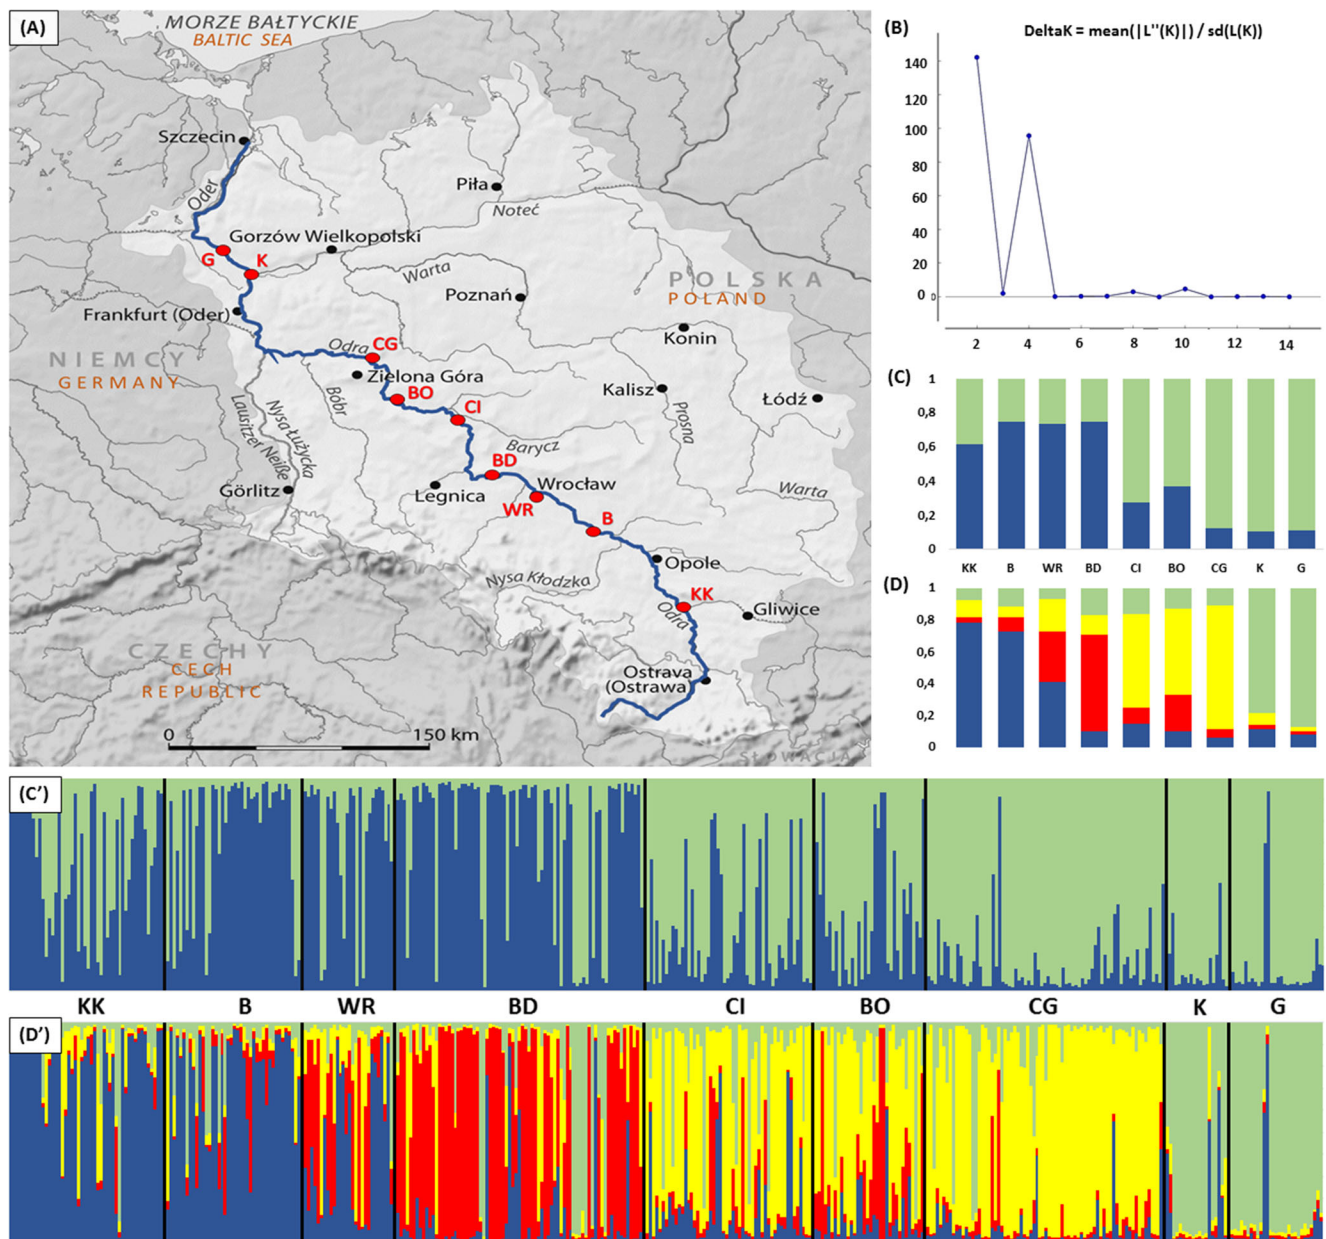 (A)
MORZE BAŁTYCKIE
BALTIC SEA
Szczecin
Oder
Piła
Noteć
Gorzów Wielkopolski
G
K
Warta
POLSKA
POLAND
Poznań
Frankfurt (Oder)
Konin
NIEMCY
GERMANY
Odra
CG
Zielona Góra
Kalisz
Łódź
BO
Bóbr
CI
Prosna
Lausitzer Neiße
Nysa Łużycka
Barycz
BD
Görlitz
Legnica
Wrocław
Warta
WR
B
Opole
Nysa Kłodzka
KK
Odra
Gliwice
CZECHY
CECH
REPUBLIC
Ostrava
(Ostrawa)
0
150 km
SŁOWACJA
(B)
DeltaK = mean(|L''(K)|) / sd(L(K))
140
120
100
80
60
40
20
0
2 4 6 8 10 12 14
(C)
1
0,8
0,6
0,4
0,2
0
KK B WR BD CI BO CG K G
(D)
1
0,8
0,6
0,4
0,2
0
(C')
KK B WR BD CI BO CG K G
(D')